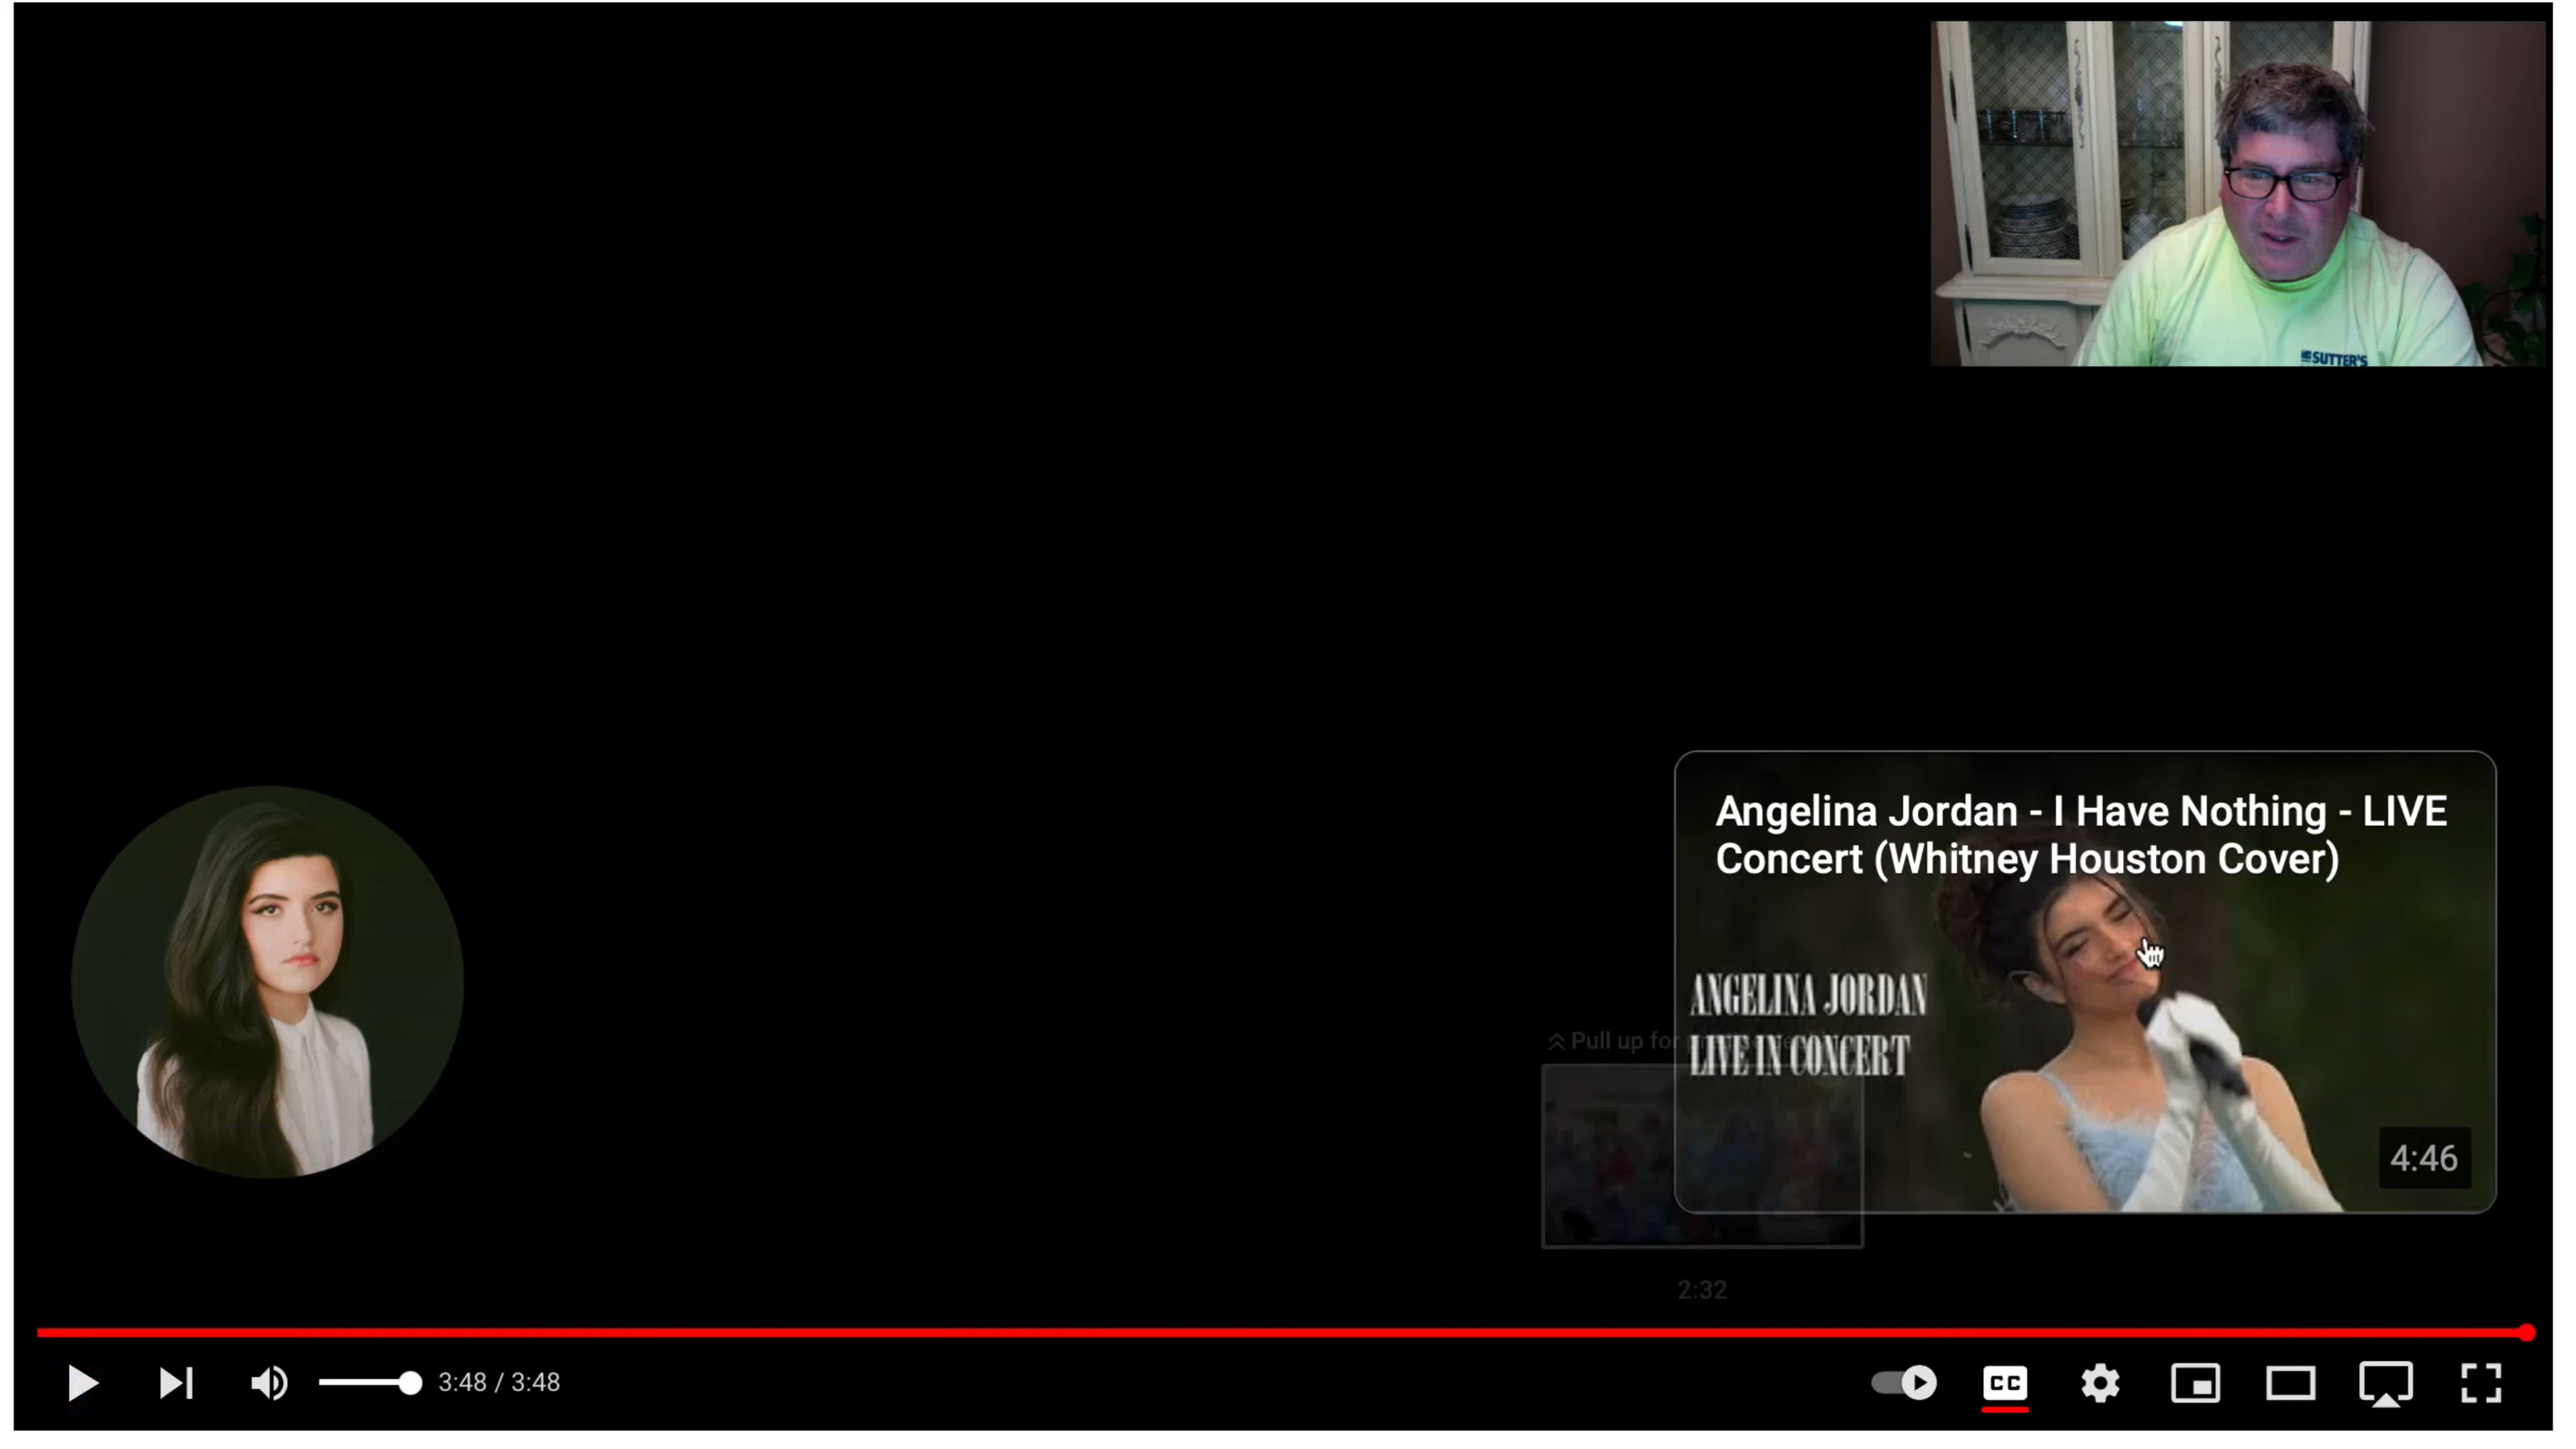 SUTTER'S
Angelina Jordan - I Have Nothing - LIVE
Concert (Whitney Houston Cover)
ANGELINA JORDAN
LIVE IN CONCERT
Pull up for
4:46
2:32
3:48 / 3:48
CC